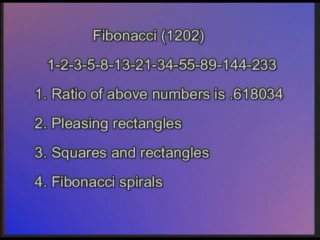 Fibonacci (1202)
1-2-3-5-8-13-21-34-55-89-144-233
1. Ratio of above numbers is .618034
2. Pleasing rectangles
3. Squares and rectangles
4. Fibonacci spirals